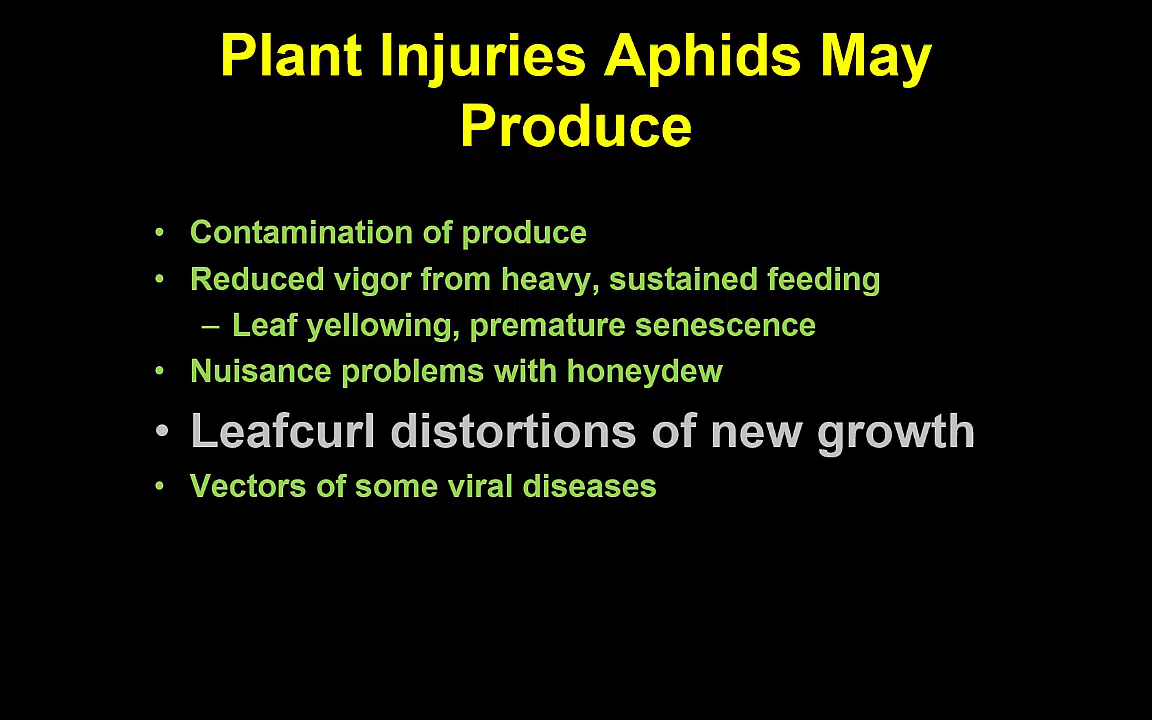 Plant Injuries Aphids May
Produce
• Contamination of produce
• Reduced vigor from heavy, sustained feeding
– Leaf yellowing, premature senescence
• Nuisance problems with honeydew
• Leafcurl distortions of new growth
• Vectors of some viral diseases